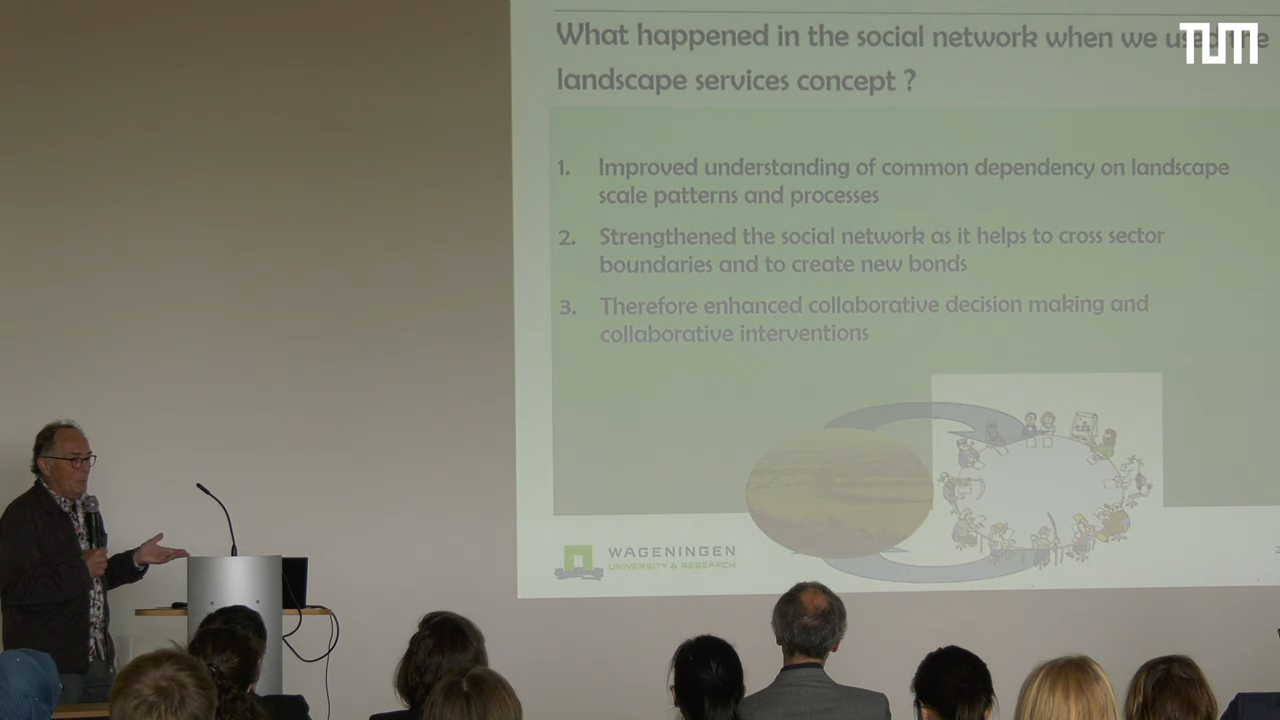 What happened in the social network when we used the
TUM
landscape services concept ?
1. Improved understanding of common dependency on landscape
scale patterns and processes
2. Strengthened the social network as it helps to cross sector
boundaries and to create new bonds
3. Therefore enhanced collaborative decision making and
collaborative interventions
WAGENINGEN
UNIVERSITY & RESEARCH